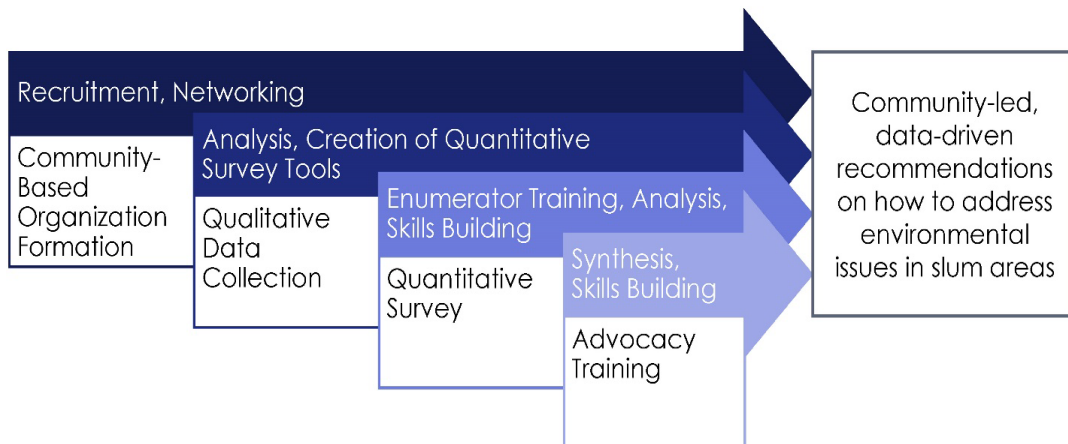 Recruitment, Networking
Community-
Based
Organization
Formation
Analysis, Creation of Quantitative
Survey Tools
Qualitative
Data
Collection
Enumerator Training, Analysis,
Skills Building
Quantitative
Survey
Synthesis,
Skills Building
Advocacy
Training
Community-led,
data-driven
recommendations
on how to address
environmental
issues in slum areas